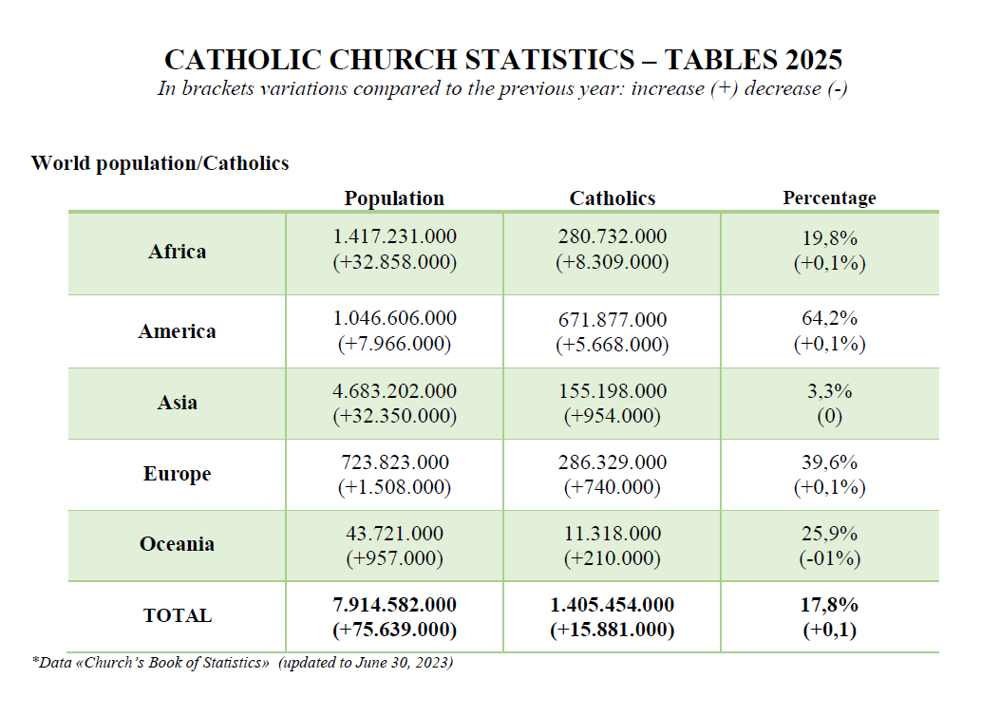 CATHOLIC CHURCH STATISTICS – TABLES 2025
In brackets variations compared to the previous year: increase (+) decrease (-)
World population/Catholics
Population Catholics Percentage
Africa 1.417.231.000 280.732.000 19,8%
(+32.858.000) (+8.309.000) (+0,1%)
America 1.046.606.000 671.877.000 64,2%
(+7.966.000) (+5.668.000) (+0,1%)
Asia 4.683.202.000 155.198.000 3,3%
(+32.350.000) (+954.000) (0)
Europe 723.823.000 286.329.000 39,6%
(+1.508.000) (+740.000) (+0,1%)
Oceania 43.721.000 11.318.000 25,9%
(+957.000) (+210.000) (-01%)
TOTAL 7.914.582.000 1.405.454.000 17,8%
(+75.639.000) (+15.881.000) (+0,1)
*Data «Church's Book of Statistics» (updated to June 30, 2023)